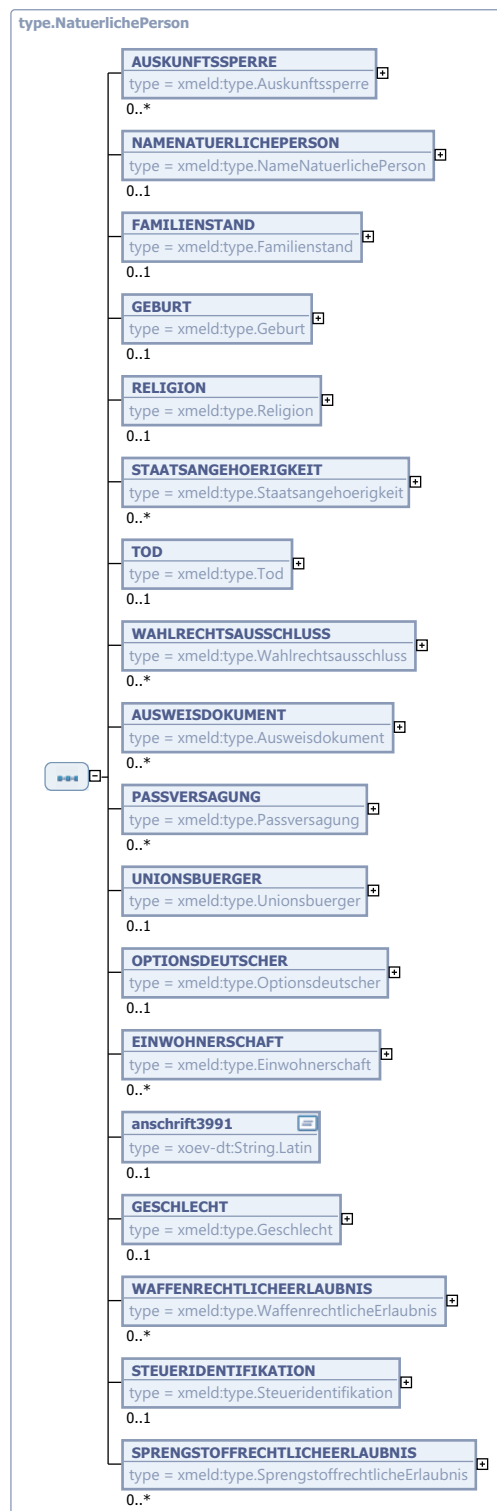 type.NatuerlichePerson
AUSKUNFTSSPERRE
type = xmeld:type.Auskunftssperre
0..*
NAMENATUERLICHEPERSON
type = xmeld:type.NameNatuerlichePerson
0..1
FAMILIENSTAND
type = xmeld:type.Familienstand
0..1
GEBURT
type = xmeld:type.Geburt
0..1
RELIGION
type = xmeld:type.Religion
0..1
STAATSANGEHOERIGKEIT
type = xmeld:type.Staatsangehoerigkeit
0..*
TOD
type = xmeld:type.Tod
0..1
WAHLRECHTSAUSSCHLUSS
type = xmeld:type.Wahlrechtsausschluss
0..*
AUSWEISDOKUMENT
type = xmeld:type.Ausweisdokument
0..*
PASSVERSAGUNG
type = xmeld:type.Passversagung
0..*
UNIONSBUERGER
type = xmeld:type.Unionsbuerger
0..1
OPTIONSDEUTSCHER
type = xmeld:type.Optionsdeutscher
0..1
EINWOHNERSCHAFT
type = xmeld:type.Einwohnerschaft
0..*
anschrift3991
type = xoev-dt:String.Latin
0..1
GESCHLECHT
type = xmeld:type.Geschlecht
0..1
WAFFENRECHTLICHEERLAUBNIS
type = xmeld:type.WaffenrechtlicheErlaubnis
0..*
STEUERIDENTIFIKATION
type = xmeld:type.Steueridentifikation
0..1
SPRENGSTOFFRECHTLICHEERLAUBNIS
type = xmeld:type.SprengstoffrechtlicheErlaubnis
0..*